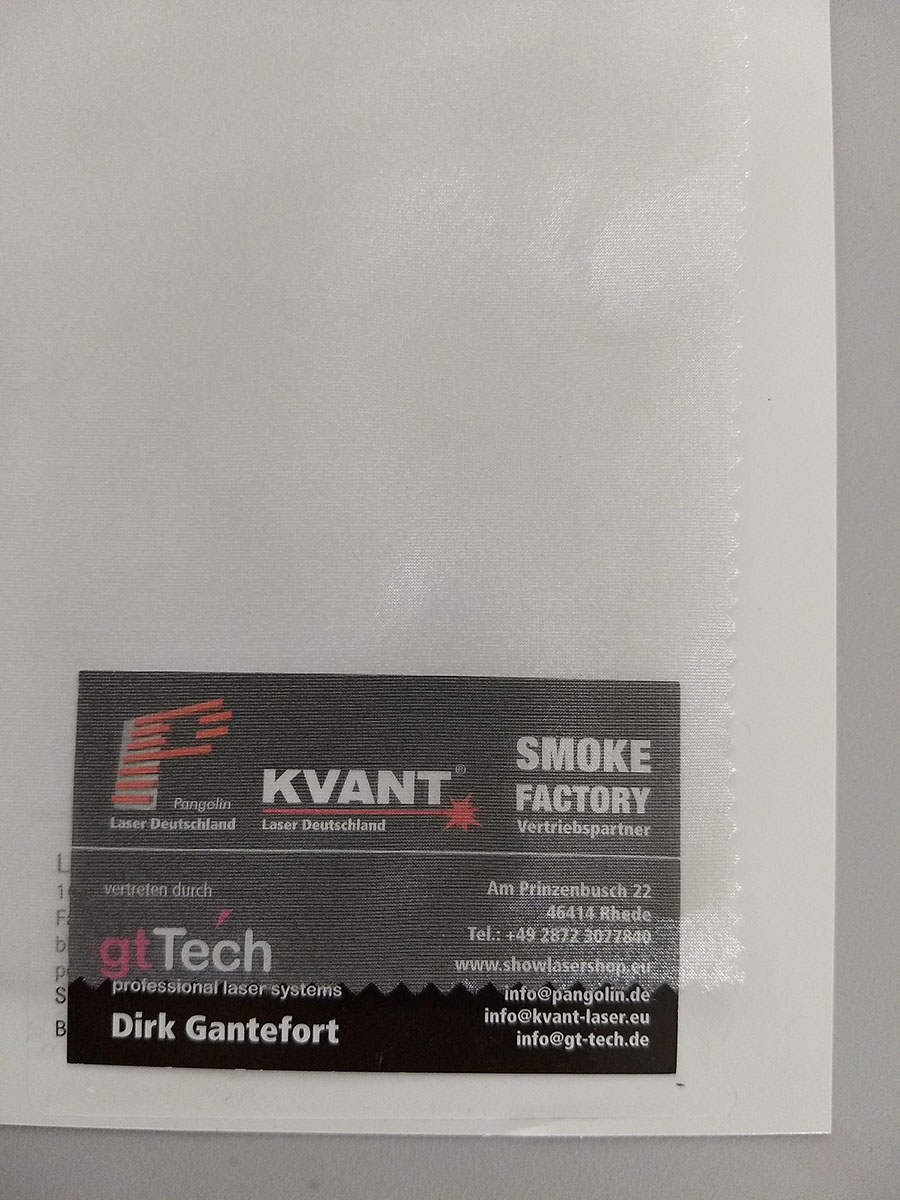 Pangolin
Laser Deutschland
KVANT®
Laser Deutschland
SMOKE
FACTORY
Vertriebspartner
vertreten durch
gtTech
professional laser systems
Dirk Gantefort
Am Prinzenbusch 22
46414 Rhede
Tel.: +49 2872 3077840
www.showlasershop.eu
info@pangolin.de
info@kvant-laser.eu
info@gt-tech.de